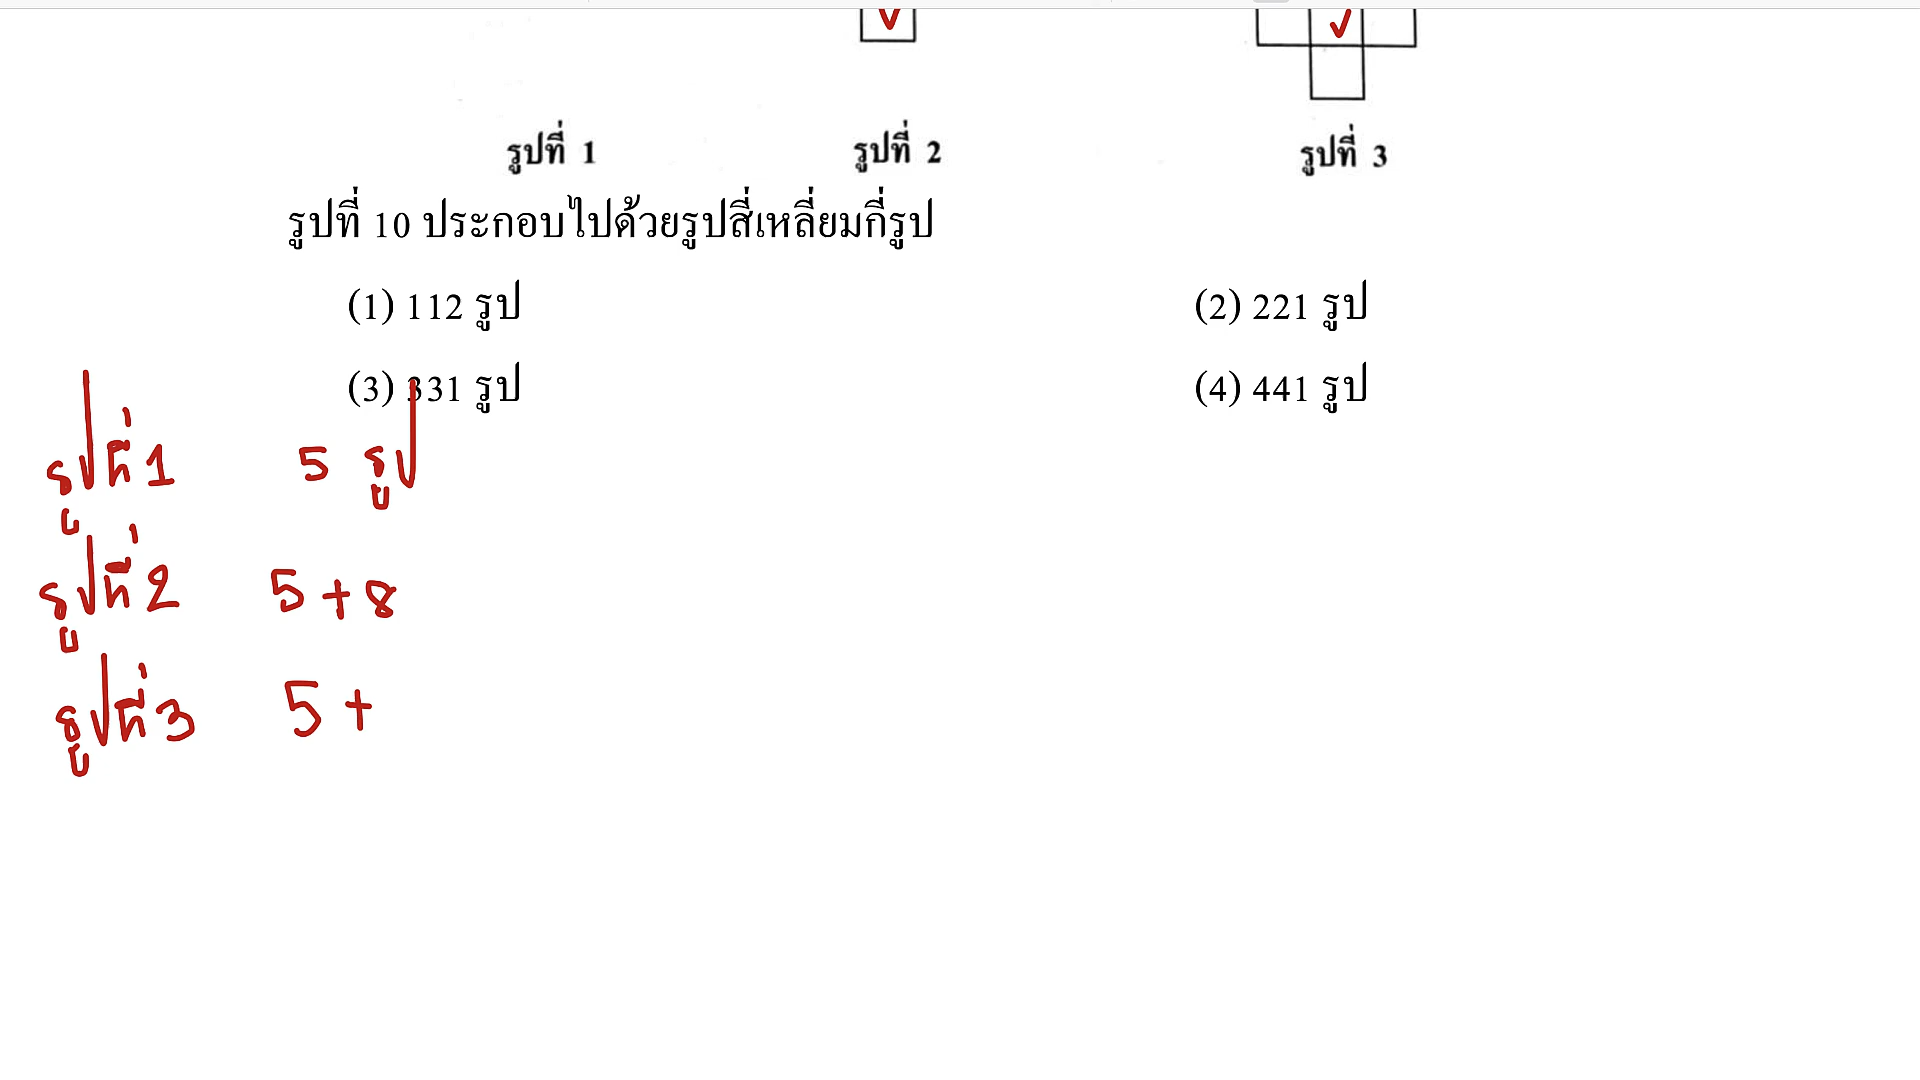 รูปที่ 1 รูปที่ 2 รูปที่ 3
รูปที่ 10 ประกอบไปด้วยรูปสี่เหลี่ยมกี่รูป
(1) 112 รูป (2) 221 รูป
(3) 331 รูป (4) 441 รูป
รูปที่ 1 5 รูป
รูปที่ 2 5 + 8
รูปที่ 3 5 +